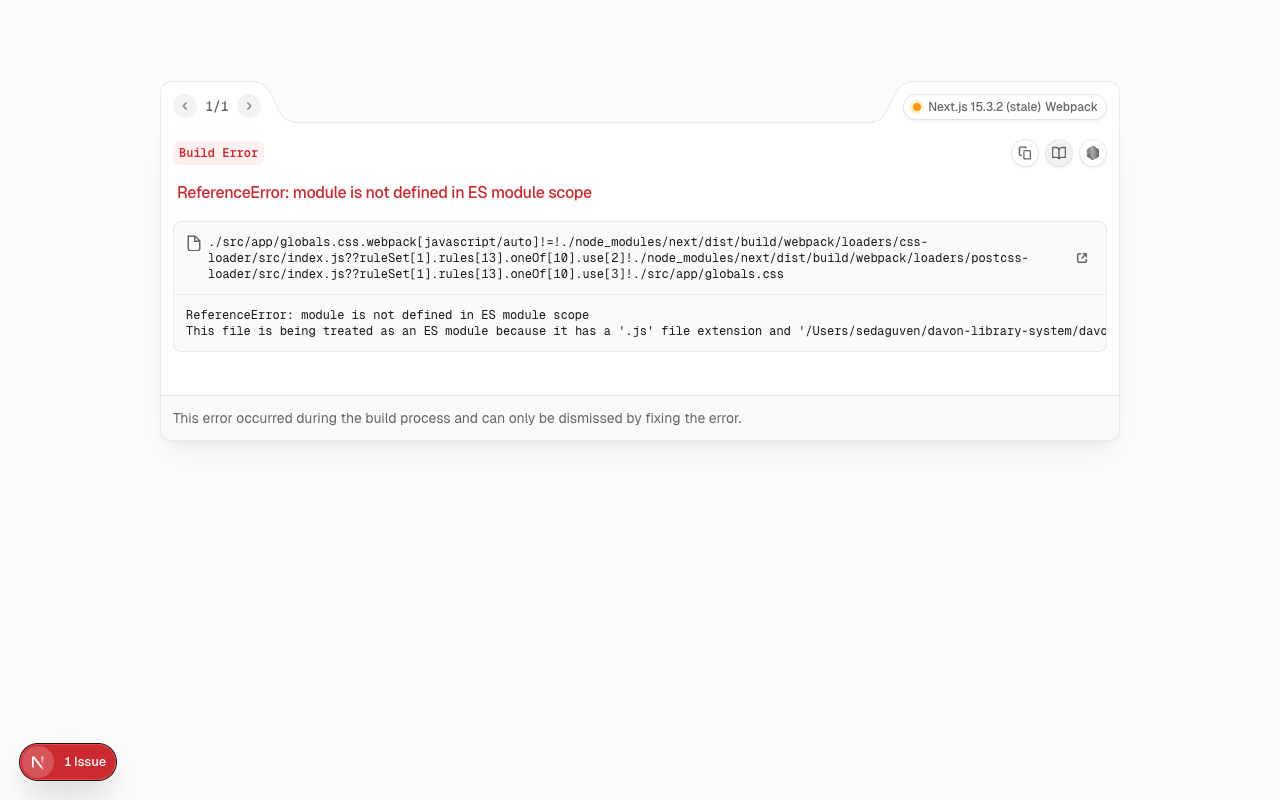 1/1
Next.js 15.3.2 (stale) Webpack
Build Error
ReferenceError: module is not defined in ES module scope
./src/app/globals.css.webpack[javascript/auto]!=!./node_modules/next/dist/build/webpack/loaders/css-
loader/src/index.js??ruleSet[1].rules[13].oneOf[10].use[2]!./node_modules/next/dist/build/webpack/loaders/postcss-
loader/src/index.js??ruleSet[1].rules[13].oneOf[10].use[3]!./src/app/globals.css
ReferenceError: module is not defined in ES module scope
This file is being treated as an ES module because it has a '.js' file extension and '/Users/sedaguven/davon-library-system/davo
This error occurred during the build process and can only be dismissed by fixing the error.
N 1 Issue